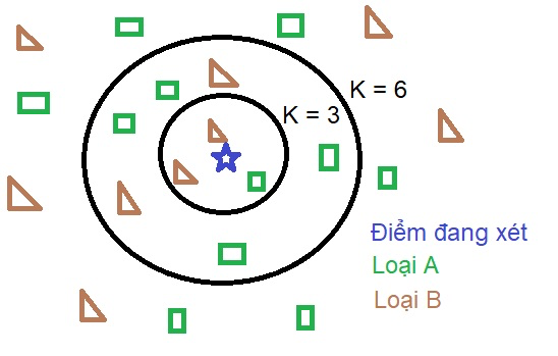 K = 6
K = 3
Điểm đang xét
Loại A
Loại B